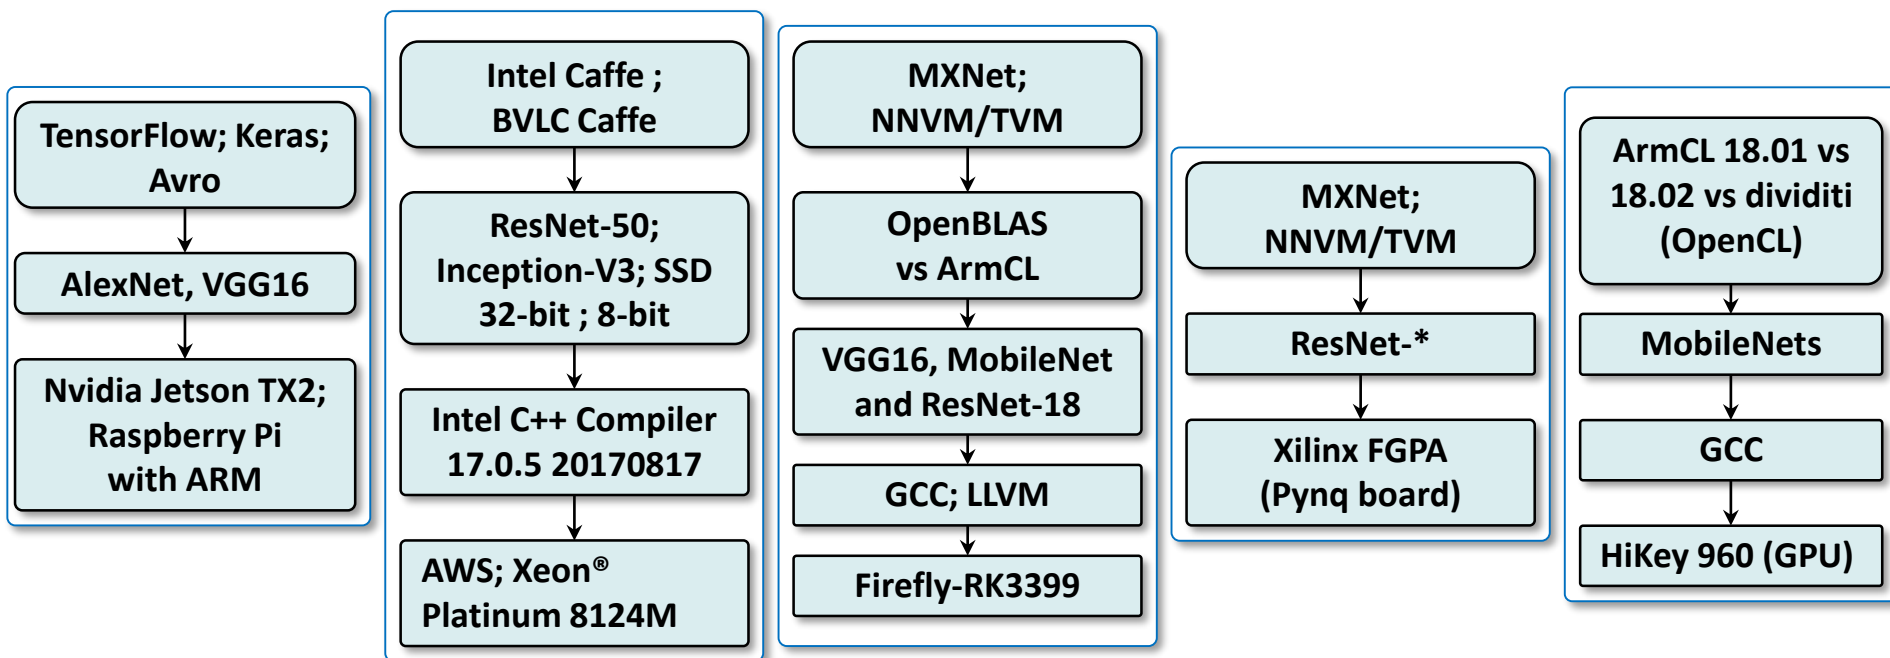 TensorFlow; Keras;
Avro
AlexNet, VGG16
Nvidia Jetson TX2;
Raspberry Pi
with ARM
Intel Caffe ;
BVLC Caffe
ResNet-50;
Inception-V3; SSD
32-bit ; 8-bit
Intel C++ Compiler
17.0.5 20170817
AWS; Xeon®
Platinum 8124M
MXNet;
NNVM/TVM
OpenBLAS
vs ArmCL
VGG16, MobileNet
and ResNet-18
GCC; LLVM
Firefly-RK3399
MXNet;
NNVM/TVM
ResNet-*
Xilinx FGPA
(Pynq board)
ArmCL 18.01 vs
18.02 vs dividiti
(OpenCL)
MobileNets
GCC
HiKey 960 (GPU)